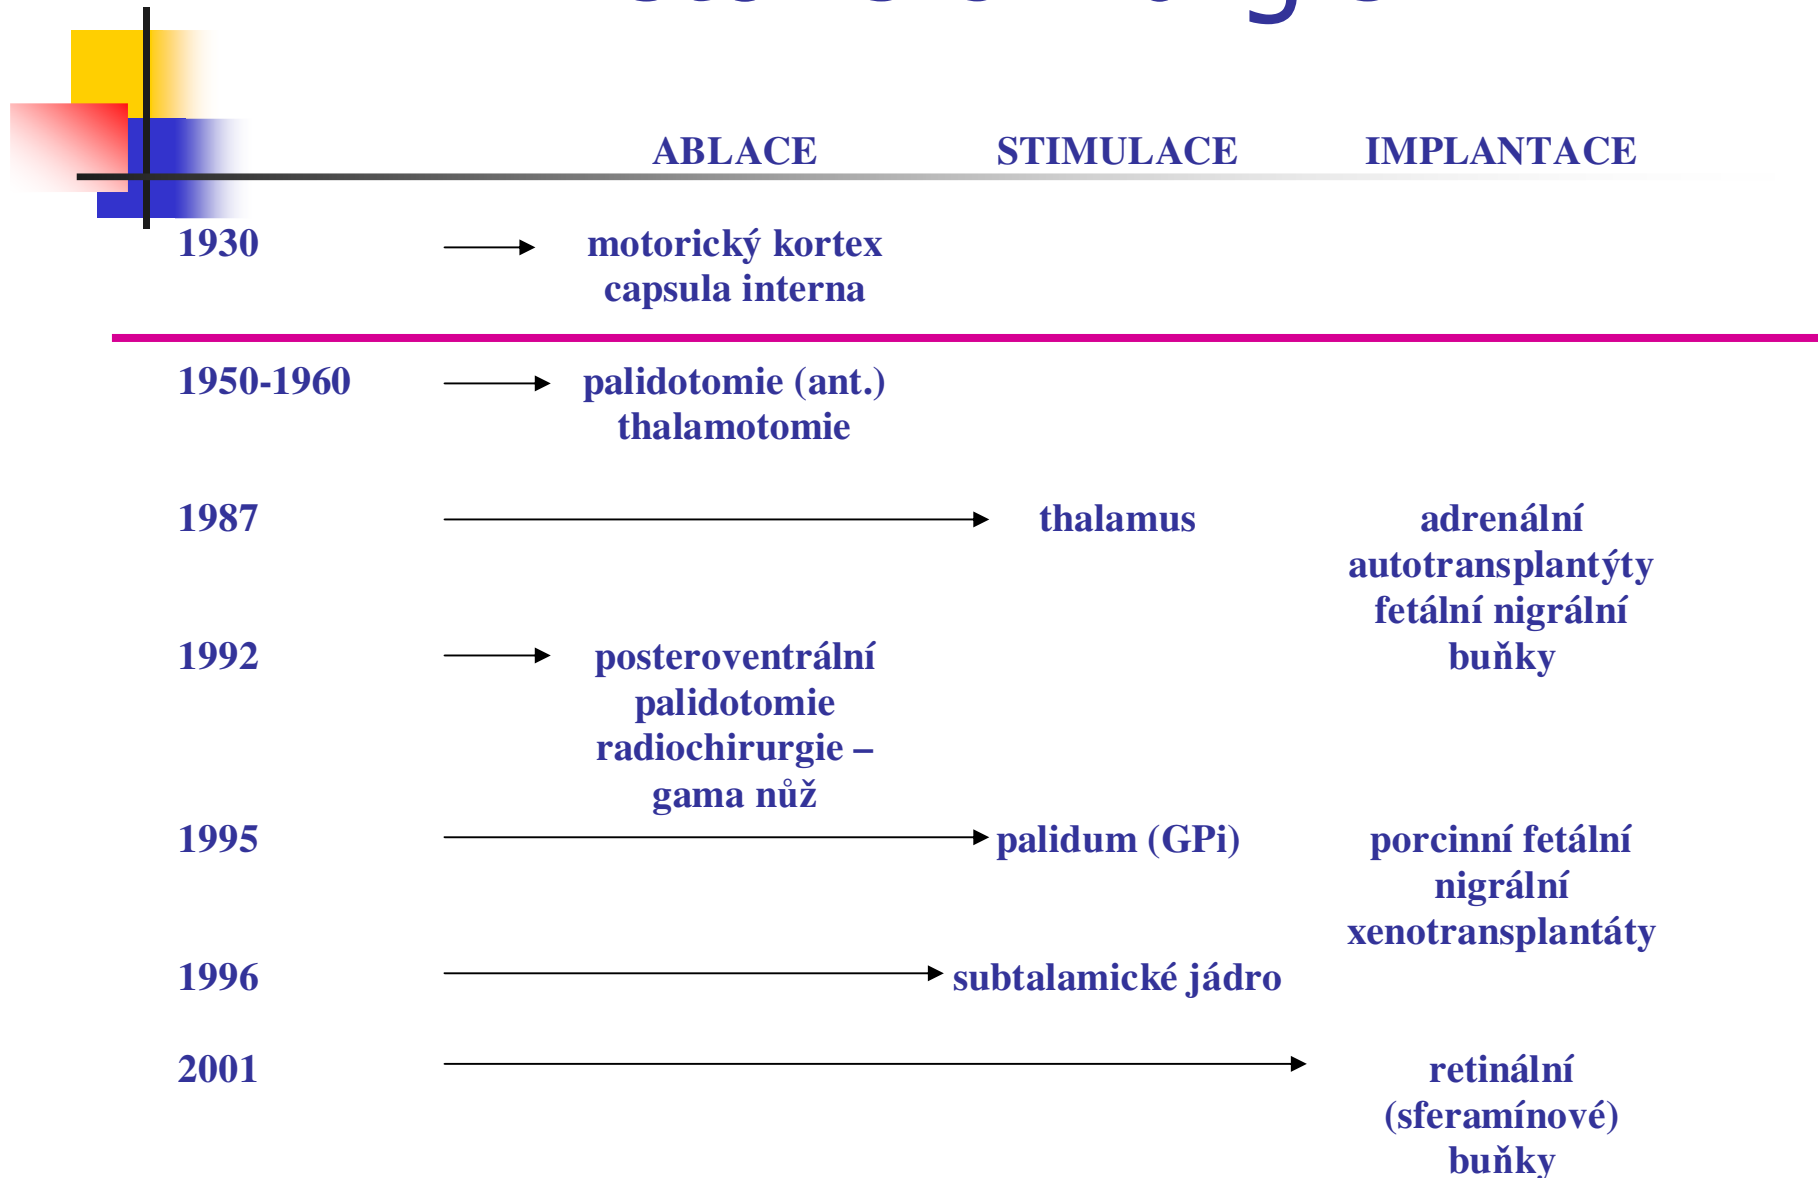 ABLACE STIMULACE IMPLANTACE
1930 motorický kortex
capsula interna
1950-1960 palidotomie (ant.)
thalamotomie
1987 thalamus adrenální
autotransplantýty
fetální nigrální
1992 posteroventrální buňky
palidotomie
radiochirurgie –
gama nůž
1995 palidum (GPi) porcinní fetální
nigrální
xenotransplantáty
1996 subtalamické jádro
2001 retinální
(sferamínové)
buňky